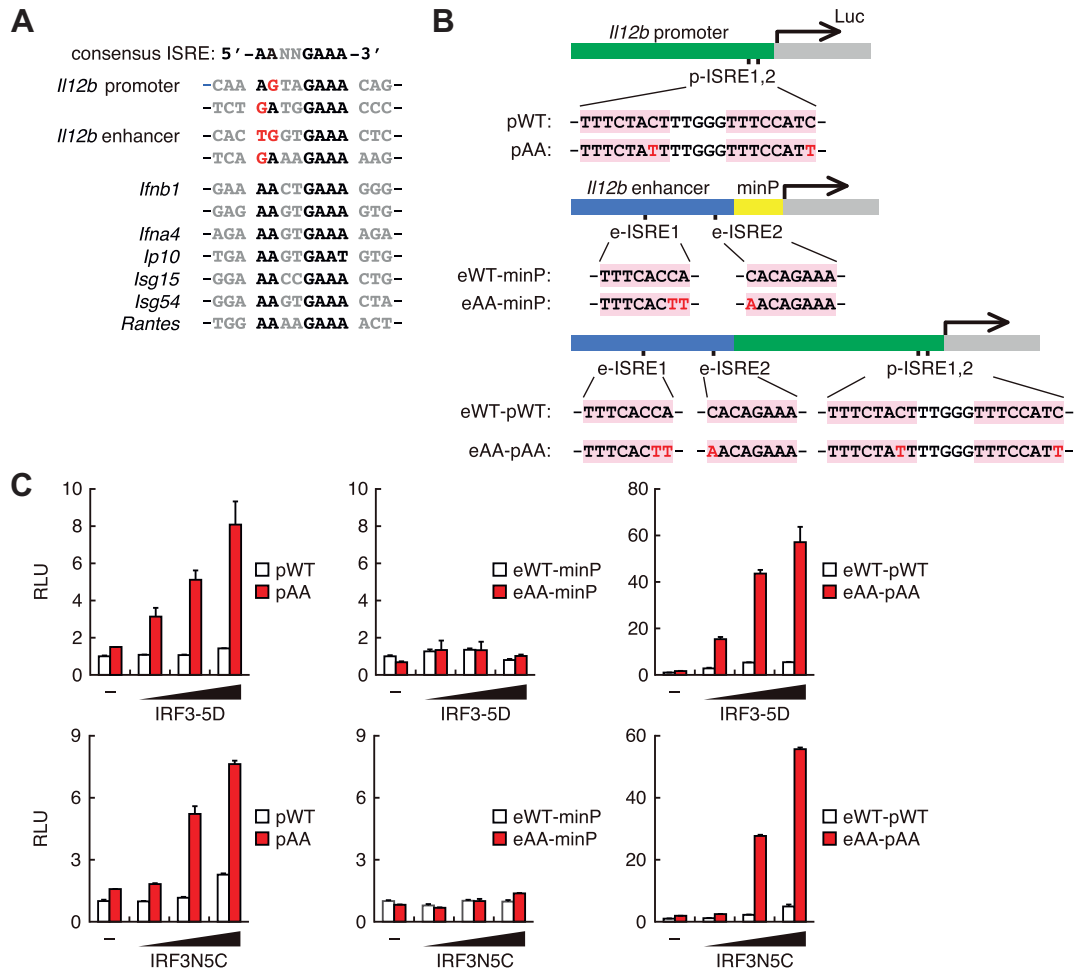 A
consensus ISRE: 5′-AANNGAAA-3′
Il12b promoter -CAA AGTAGAAA CAG-
-TCT GATGGAAA CCC-
Il12b enhancer -CAC TGGTGAAA CTC-
-TCA GAAAGAAA AAG-
Ifnb1 -GAA AACTGAAA GGG-
-GAG AAGTGAAA GTG-
Ifna4 -AGA AAGTGAAA AGA-
Ip10 -TGA AAGTGAAT GTG-
Isg15 -GAA AACCGAAA CTG-
Isg54 -GAA AAGTGAAA CTA-
Rantes -TGG AAAAGAAA ACT-
B
Luc
Il12b promoter
p-ISRE1,2
pWT: -TTTCTACTTTGGGTTTCCATC-
pAA: -TTTCTATTTTGGGTTTCCATT-
Il12b enhancer minP
e-ISRE1 e-ISRE2
eWT-minP: -TTTCACCA- -CACAGAAA-
eAA-minP: -TTTCACTT- -AACAGAAA-
e-ISRE1 e-ISRE2 p-ISRE1,2
eWT-pWT: -TTTCACCA- -CACAGAAA- -TTTCTACTTTGGGTTTCCATC-
eAA-pAA: -TTTCACTT- -AACAGAAA- -TTTCTATTTTGGGTTTCCATT-
C
RLU
10
8
6
4
2
0
pWT
pAA
–
IRF3-5D
10
8
6
4
2
0
eWT-minP
eAA-minP
–
IRF3-5D
80
60
40
20
0
eWT-pWT
eAA-pAA
–
IRF3-5D
RLU
9
6
3
0
pWT
pAA
–
IRF3N5C
9
6
3
0
eWT-minP
eAA-minP
–
IRF3N5C
60
40
20
0
eWT-pWT
eAA-pAA
–
IRF3N5C